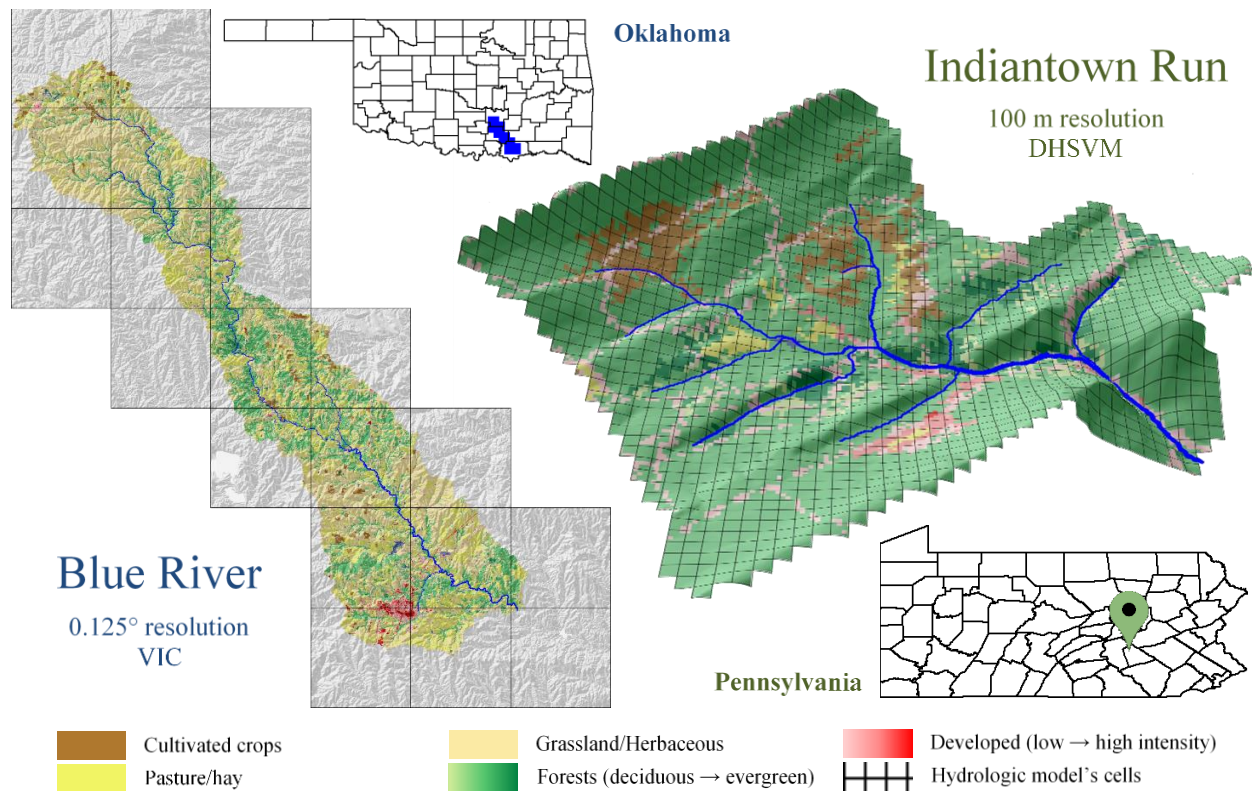 Oklahoma
Indiantown Run
100 m resolution
DHSVM
Blue River
0.125° resolution
VIC
Pennsylvania
Cultivated crops
Pasture/hay
Grassland/Herbaceous
Forests (deciduous → evergreen)
Developed (low → high intensity)
Hydrologic model's cells